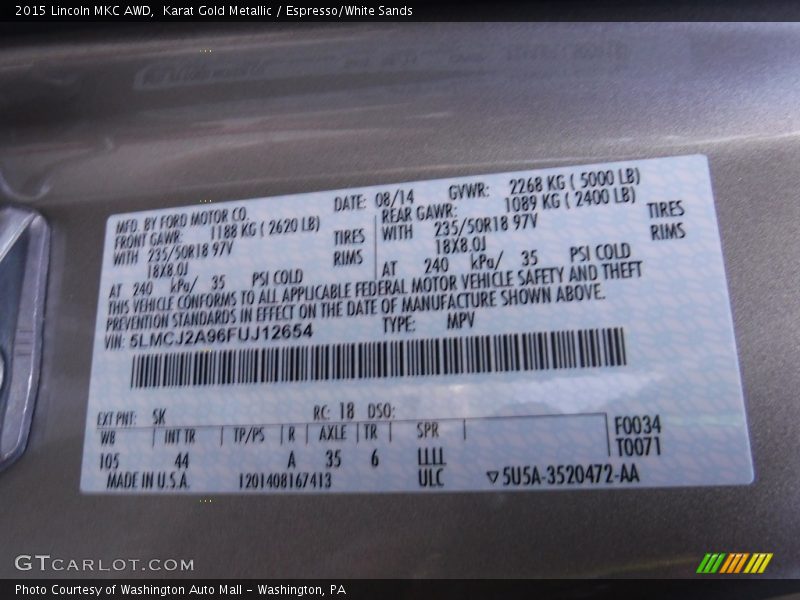 2015 Lincoln MKC AWD, Karat Gold Metallic / Espresso/White Sands
MFD. BY FORD MOTOR CO. DATE: 08/14 GVWR: 2268 KG ( 5000 LB)
FRONT GAWR: 1188 KG ( 2620 LB) REAR GAWR: 1089 KG ( 2400 LB)
WITH 235/50R18 97V TIRES WITH 235/50R18 97V TIRES
18X8.0J RIMS 18X8.0J RIMS
AT 240 kPa/ 35 PSI COLD AT 240 kPa/ 35 PSI COLD
THIS VEHICLE CONFORMS TO ALL APPLICABLE FEDERAL MOTOR VEHICLE SAFETY AND THEFT
PREVENTION STANDARDS IN EFFECT ON THE DATE OF MANUFACTURE SHOWN ABOVE.
VIN: 5LMCJ2A96FUJ12654 TYPE: MPV
EXT PNT: SK RC: 18 DSO:
WB INT TR TP/PS R AXLE TR SPR F0034
105 44 A 35 6 LLLL T0071
MADE IN U.S.A. 1201408167413 ULC ▽5U5A-3520472-AA
GTCARLOT.COM
Photo Courtesy of Washington Auto Mall - Washington, PA